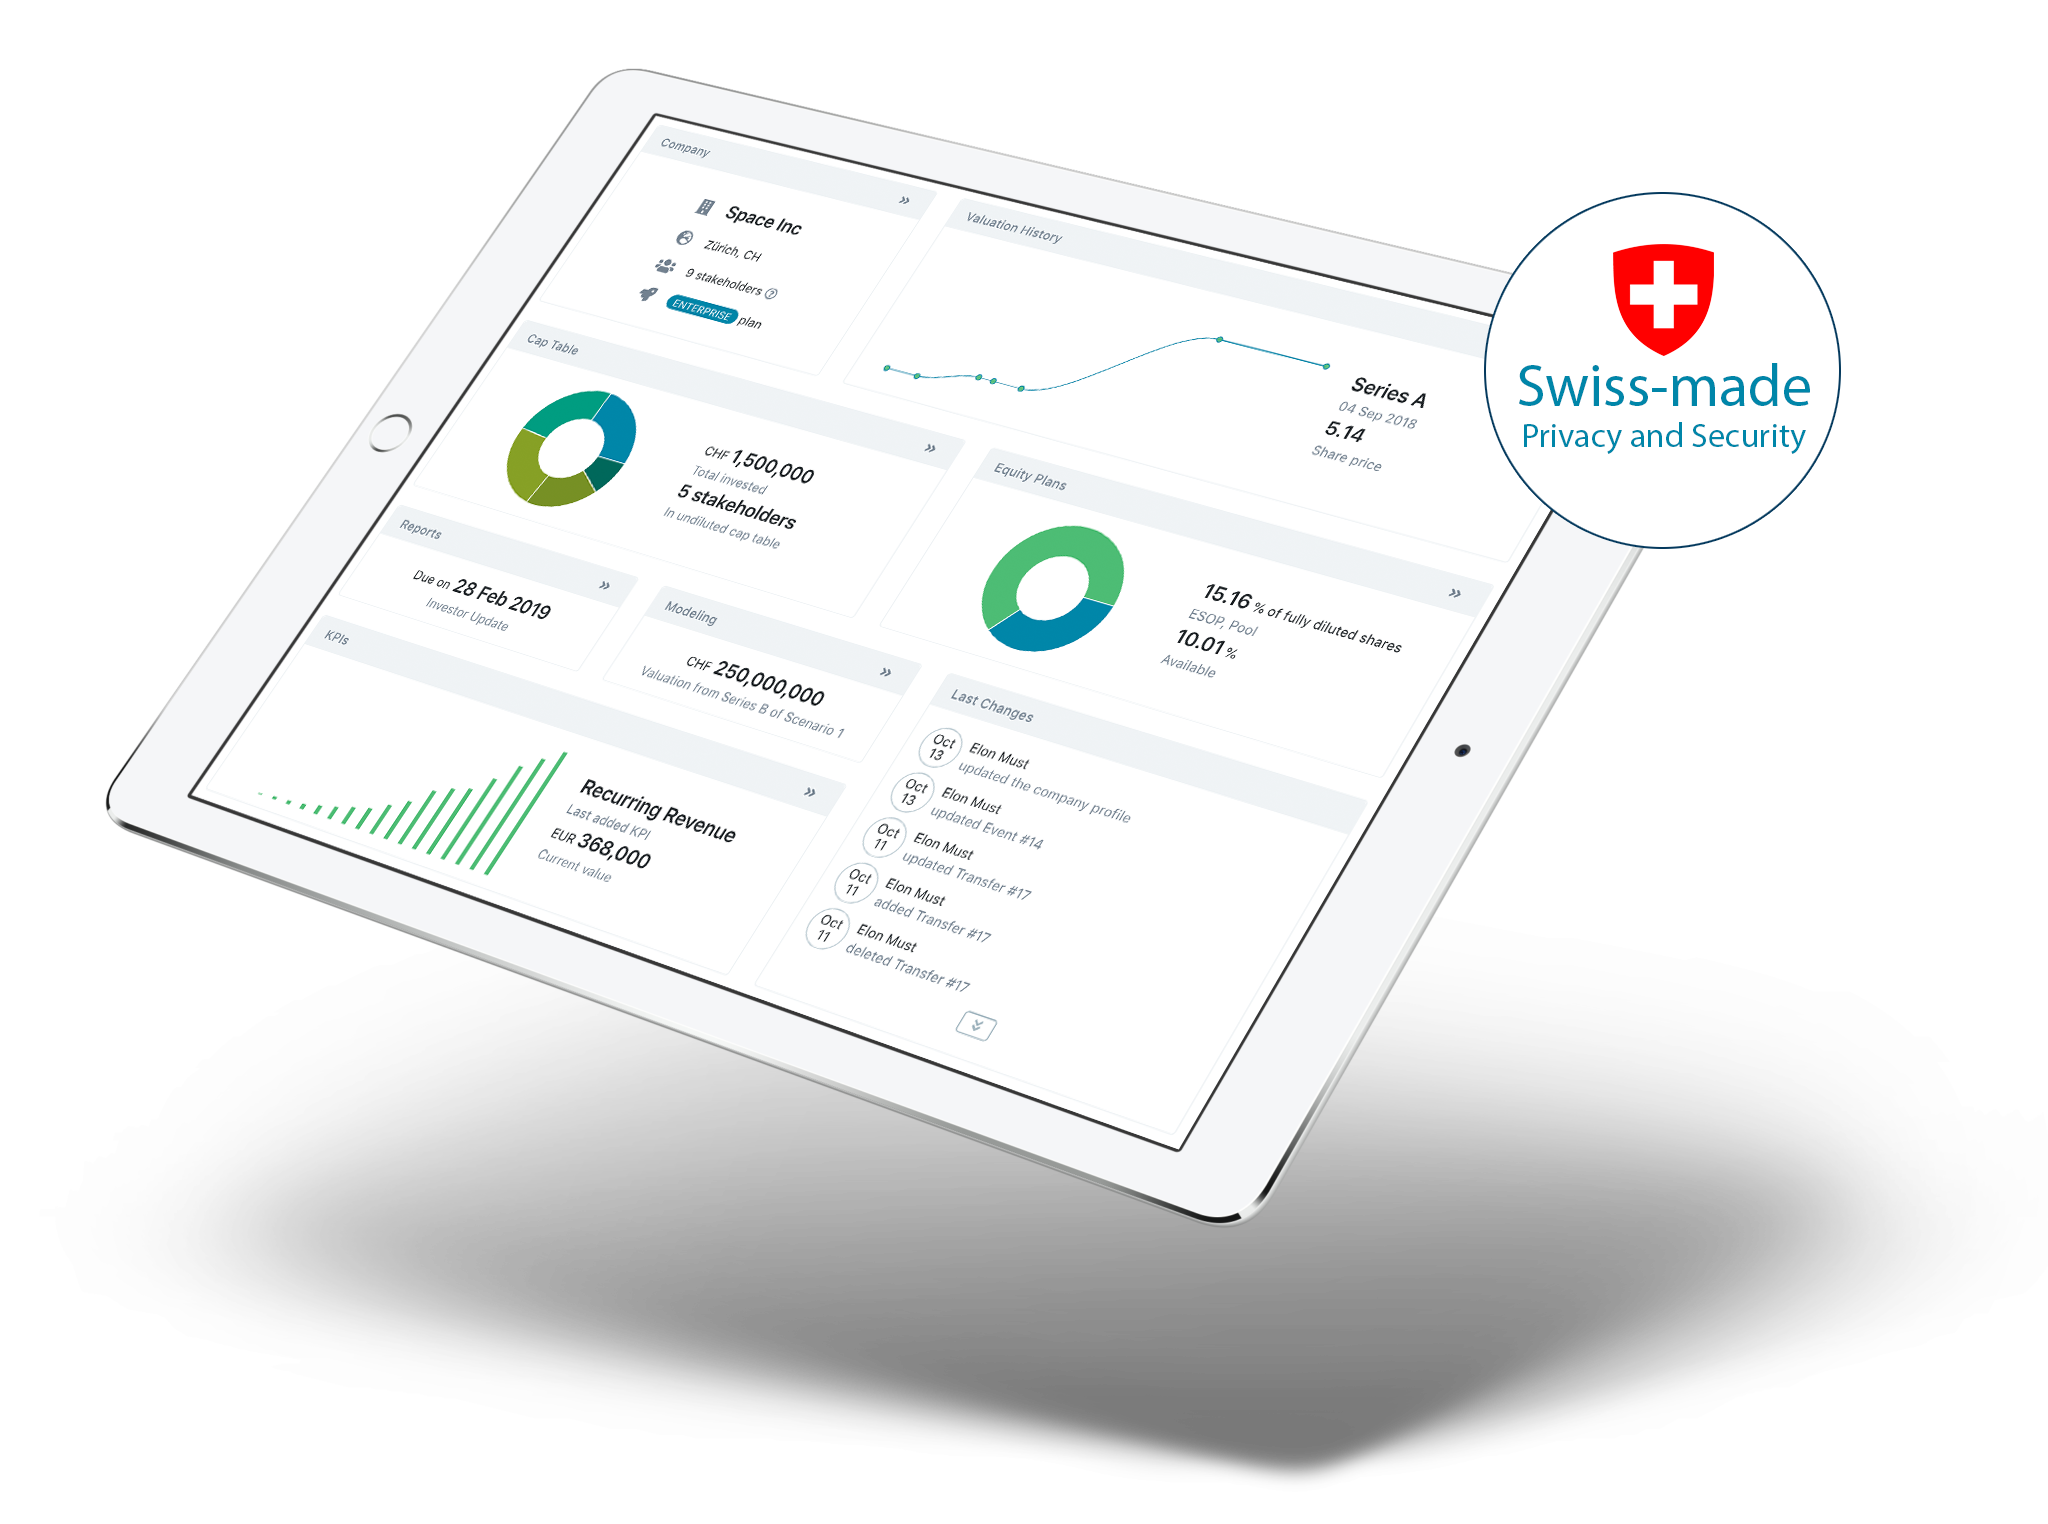 Company
Space Inc
Zürich, CH
9 stakeholders
ENTERPRISE plan
Valuation History
Series A
04 Sep 2018
5.14
Share price
Swiss-made
Privacy and Security
Cap Table
CHF 1,500,000
Total invested
5 stakeholders
In undiluted cap table
Equity Plans
15.16 % of fully diluted shares
ESOP, Pool
10.01 %
Available
Reports
Due on 28 Feb 2019
Investor Update
Modeling
CHF 250,000,000
Valuation from Series B of Scenario 1
KPIs
Recurring Revenue
Last added KPI
EUR 368,000
Current value
Last Changes
Oct 13 Elon Must
updated the company profile
Oct 13 Elon Must
updated Event #14
Oct 11 Elon Must
updated Transfer #17
Oct 11 Elon Must
added Transfer #17
Oct 11 Elon Must
deleted Transfer #17